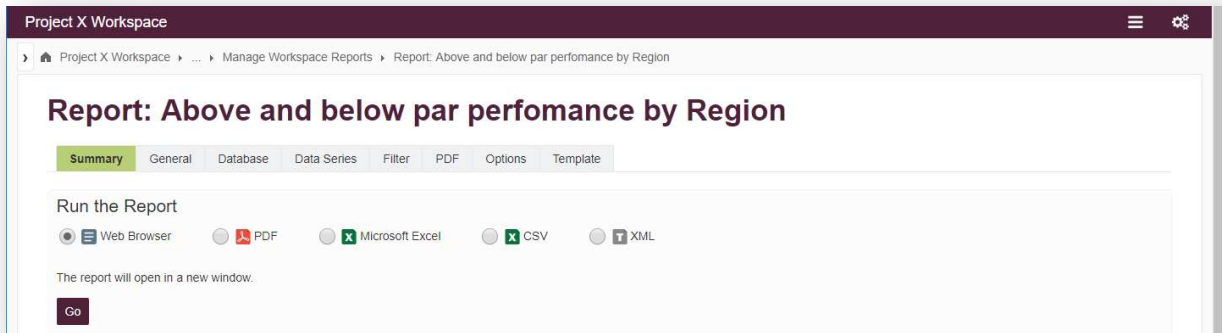 Project X Workspace
Project X Workspace ... Manage Workspace Reports Report: Above and below par perfomance by Region
Report: Above and below par perfomance by Region
Summary General Database Data Series Filter PDF Options Template
Run the Report
Web Browser PDF Microsoft Excel CSV XML
The report will open in a new window.
Go